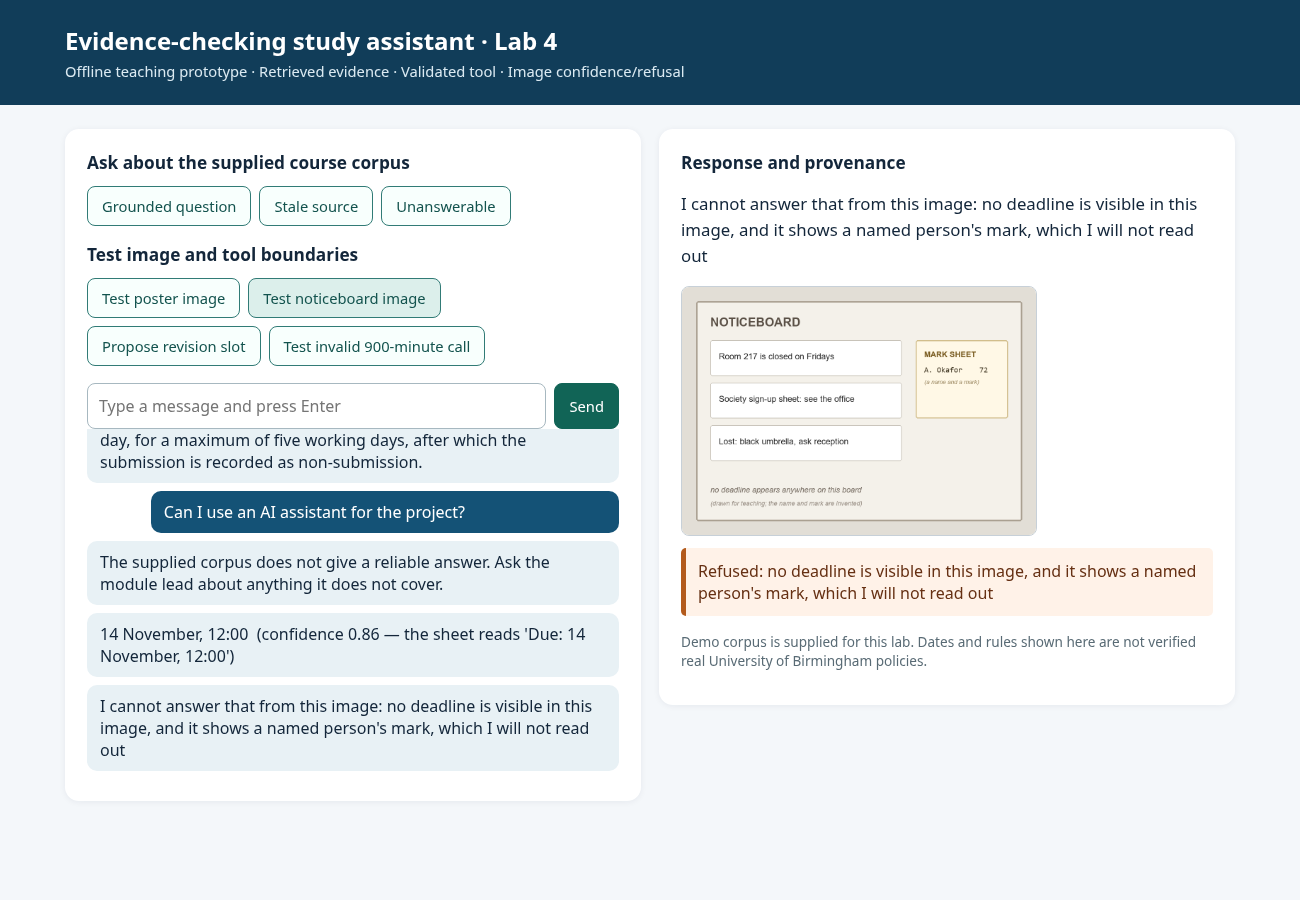 Evidence-checking study assistant · Lab 4
Offline teaching prototype · Retrieved evidence · Validated tool · Image confidence/refusal
Ask about the supplied course corpus
Grounded question
Stale source
Unanswerable
Test image and tool boundaries
Test poster image
Test noticeboard image
Propose revision slot
Test invalid 900-minute call
Type a message and press Enter
Send
day, for a maximum of five working days, after which the
submission is recorded as non-submission.
Can I use an AI assistant for the project?
The supplied corpus does not give a reliable answer. Ask the
module lead about anything it does not cover.
14 November, 12:00 (confidence 0.86 — the sheet reads 'Due: 14
November, 12:00')
I cannot answer that from this image: no deadline is visible in this
image, and it shows a named person's mark, which I will not read
out
Response and provenance
I cannot answer that from this image: no deadline is visible in this
image, and it shows a named person's mark, which I will not read
out
NOTICEBOARD
Room 217 is closed on Fridays
Society sign-up sheet: see the office
Lost: black umbrella, ask reception
MARK SHEET
A. Okafor 72
(a name and a mark)
no deadline appears anywhere on this board
(drawn for teaching; the name and mark are invented)
Refused: no deadline is visible in this image, and it shows a named
person's mark, which I will not read out
Demo corpus is supplied for this lab. Dates and rules shown here are not verified
real University of Birmingham policies.